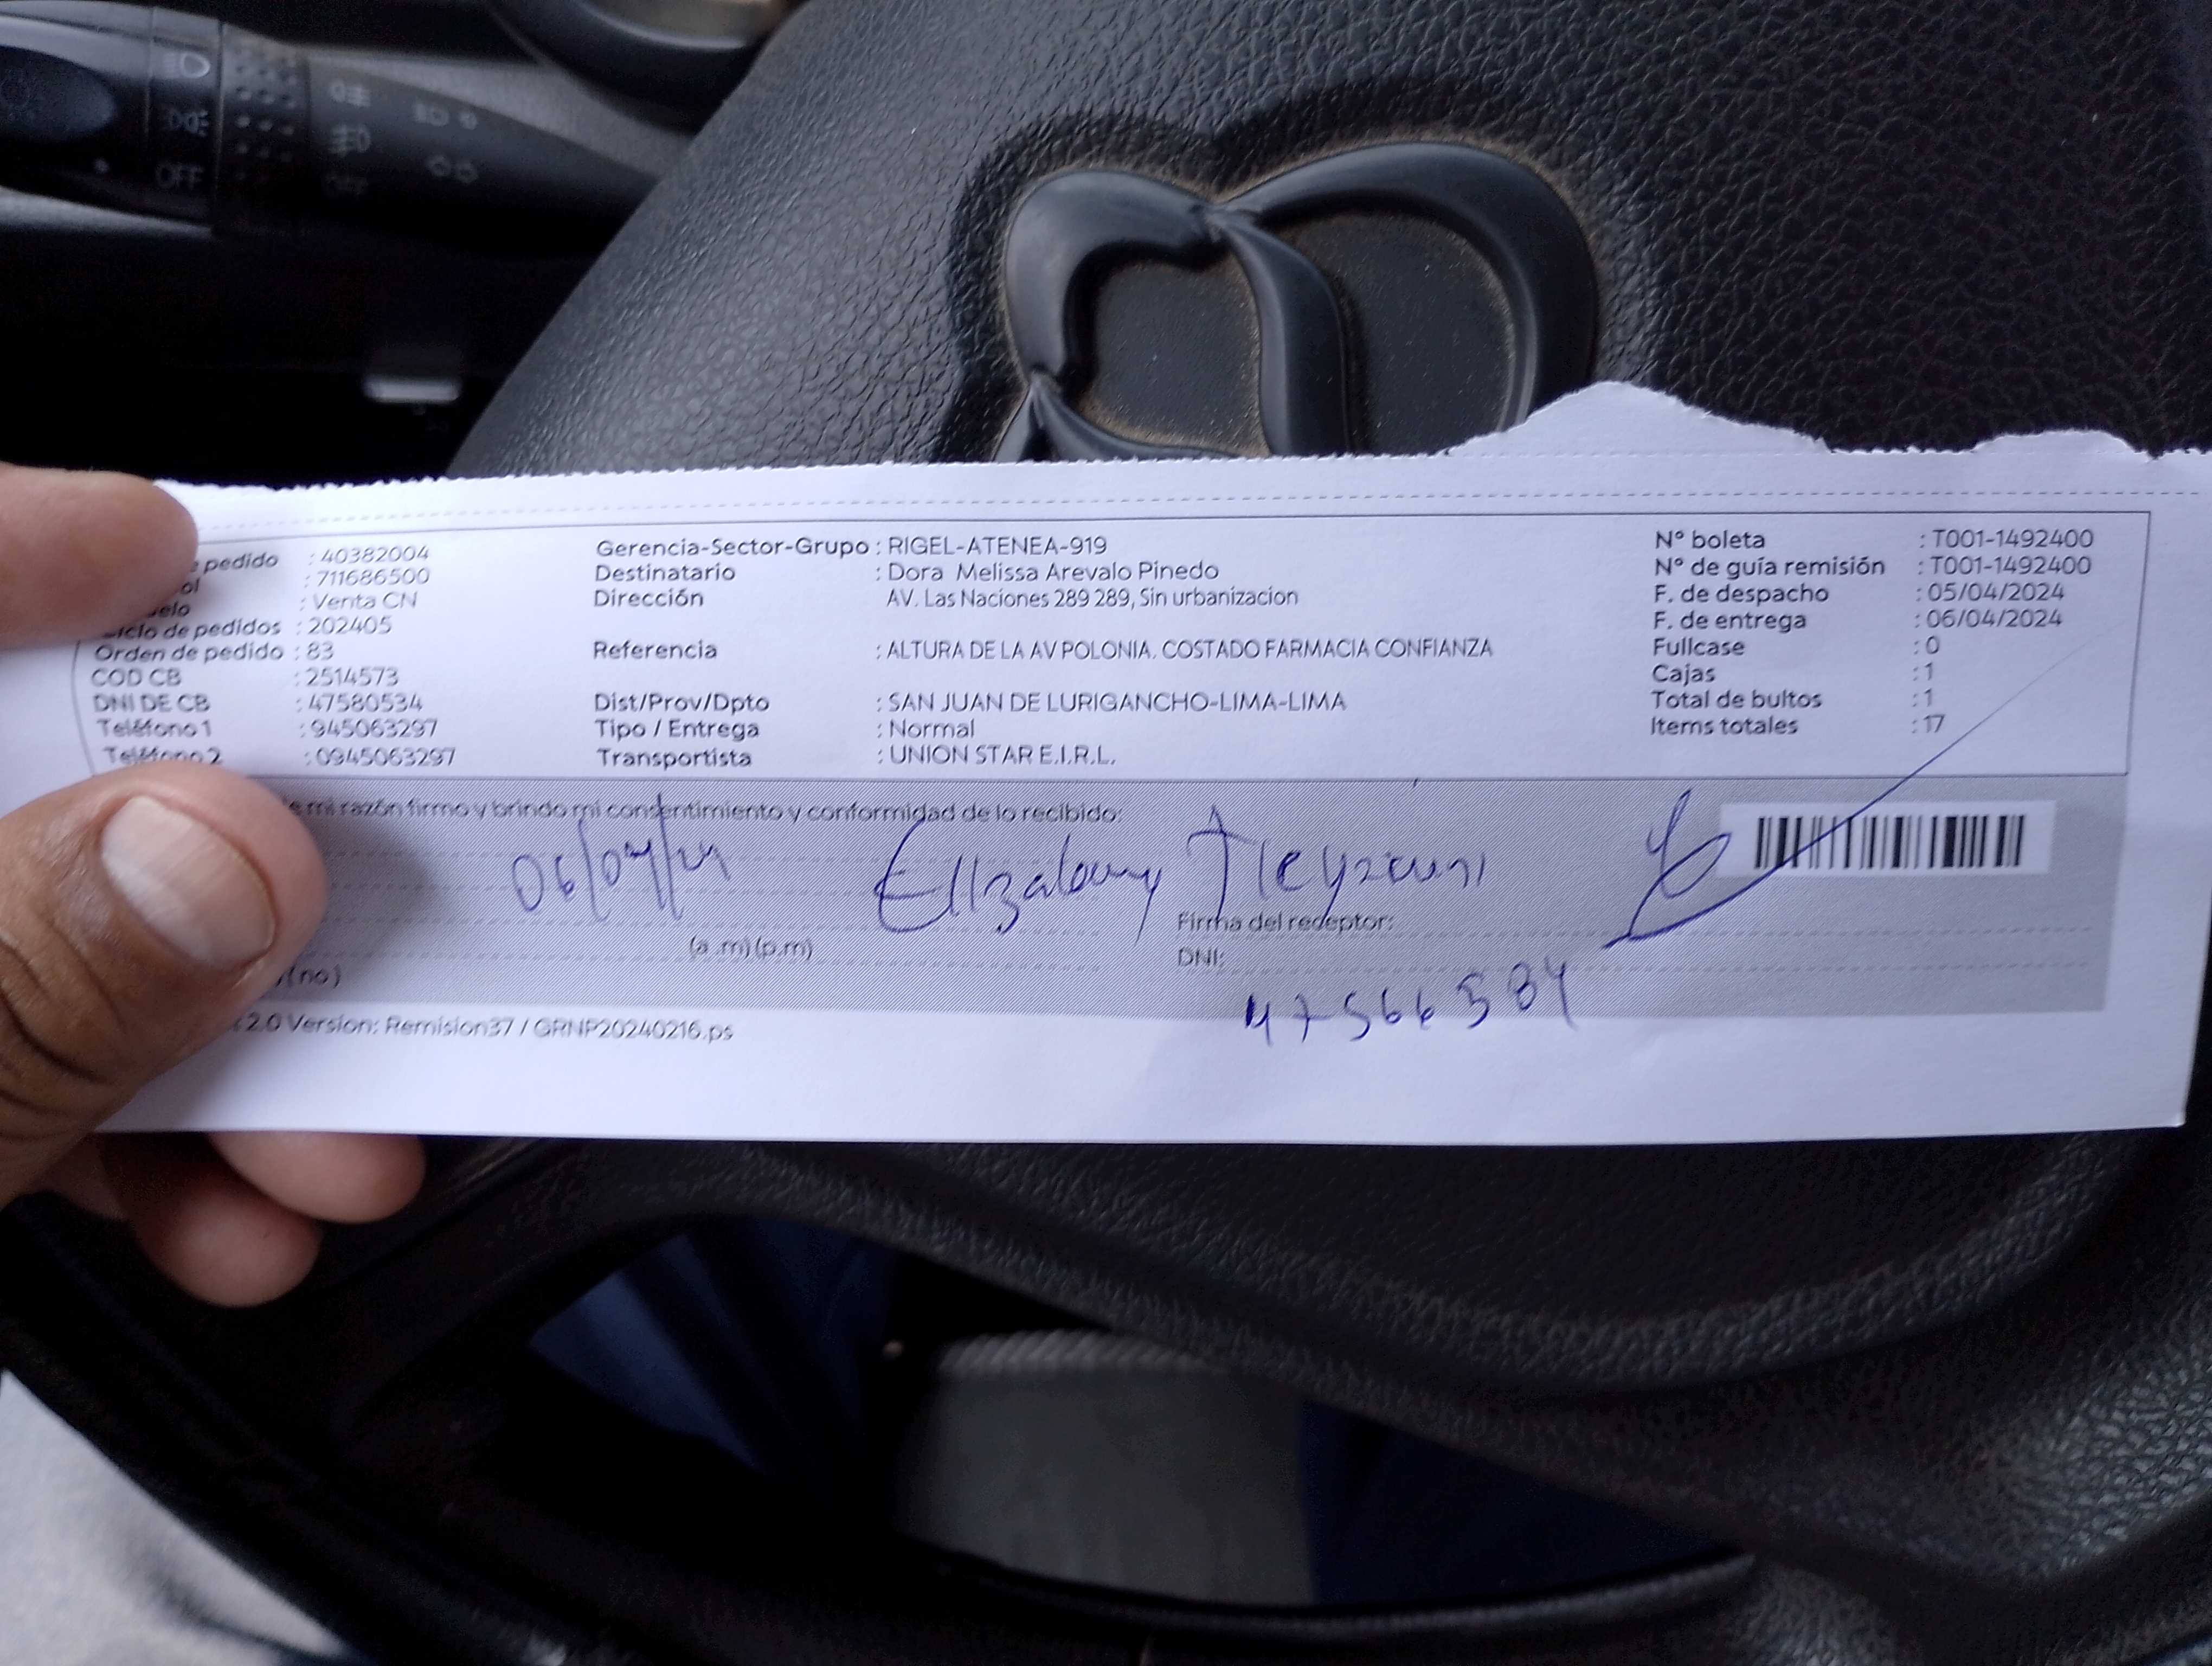 OFF
pedido : 40382004
: 711686500
: Venta CN
Ciclo de pedidos : 202405
Orden de pedido : 83
COD CB : 2514573
DNI DE CB : 47580534
Teléfono 1 : 945063297
Teléfono 2 : 0945063297
Gerencia-Sector-Grupo : RIGEL-ATENEA-919
Destinatario : Dora Melissa Arevalo Pinedo
Dirección AV. Las Naciones 289 289, Sin urbanizacion
Referencia : ALTURA DE LA AV POLONIA. COSTADO FARMACIA CONFIANZA
Dist/Prov/Dpto : SAN JUAN DE LURIGANCHO-LIMA-LIMA
Tipo / Entrega : Normal
Transportista : UNION STAR E.I.R.L.
N° boleta : T001-1492400
N° de guía remisión : T001-1492400
F. de despacho : 05/04/2024
F. de entrega : 06/04/2024
Fullcase : 0
Cajas : 1
Total de bultos : 1
Items totales : 17
mi razón firmo y brindo mi consentimiento y conformidad de lo recibido:
06/04/24
Firma del receptor:
(a .m) (p.m)
DNI:
(no)
47566384
2.0 Version: Remision37 / GRNP20240216.ps